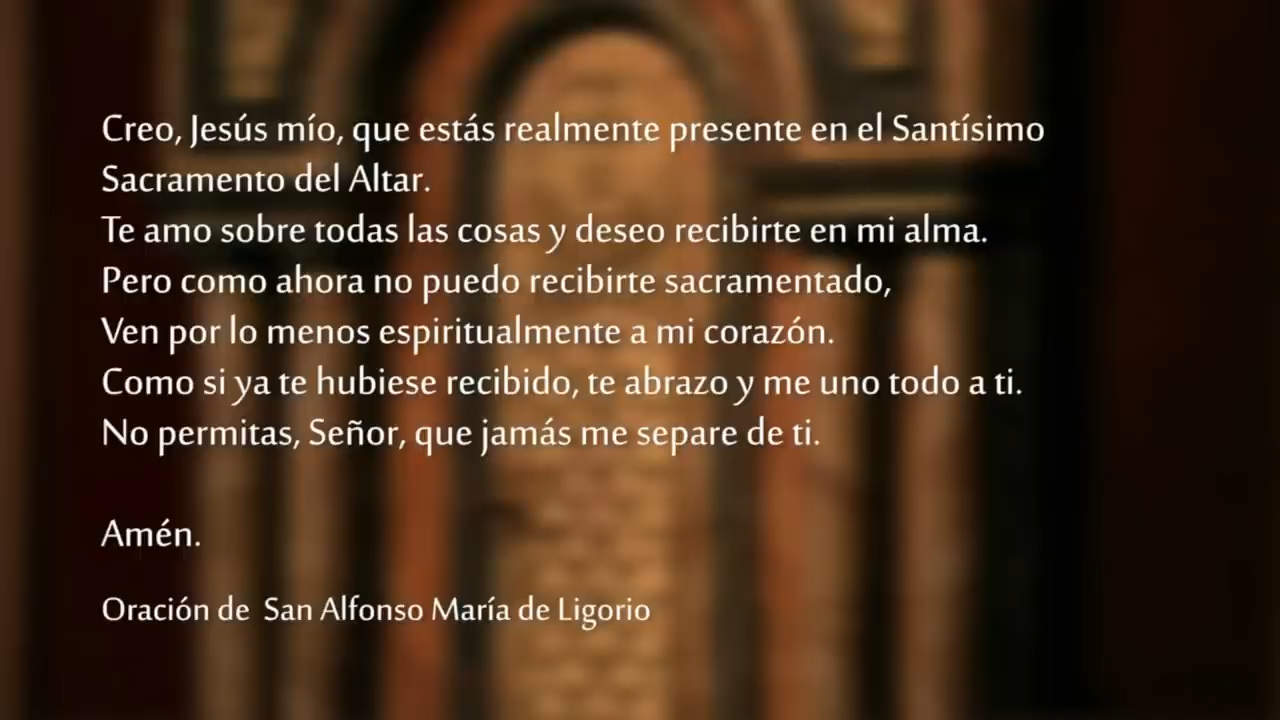 Creo, Jesús mío, que estás realmente presente en el Santísimo
Sacramento del Altar.
Te amo sobre todas las cosas y deseo recibirte en mi alma.
Pero como ahora no puedo recibirte sacramentado,
Ven por lo menos espiritualmente a mi corazón.
Como si ya te hubiese recibido, te abrazo y me uno todo a ti.
No permitas, Señor, que jamás me separe de ti.
Amén.
Oración de San Alfonso María de Ligorio